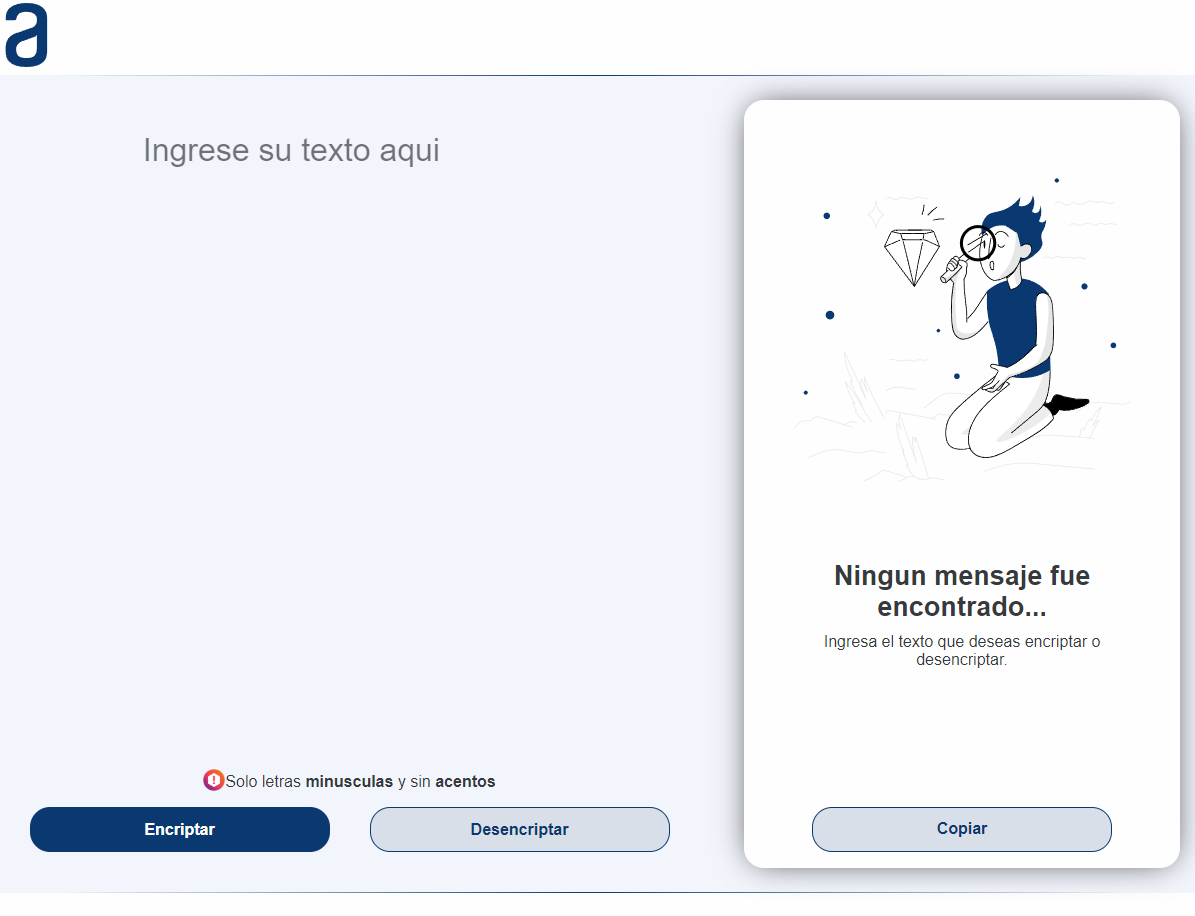 a
Ingrese su texto aqui
Ningun mensaje fue
encontrado...
Ingresa el texto que deseas encriptar o
desencriptar.
Solo letras minusculas y sin acentos
Encriptar
Desencriptar
Copiar